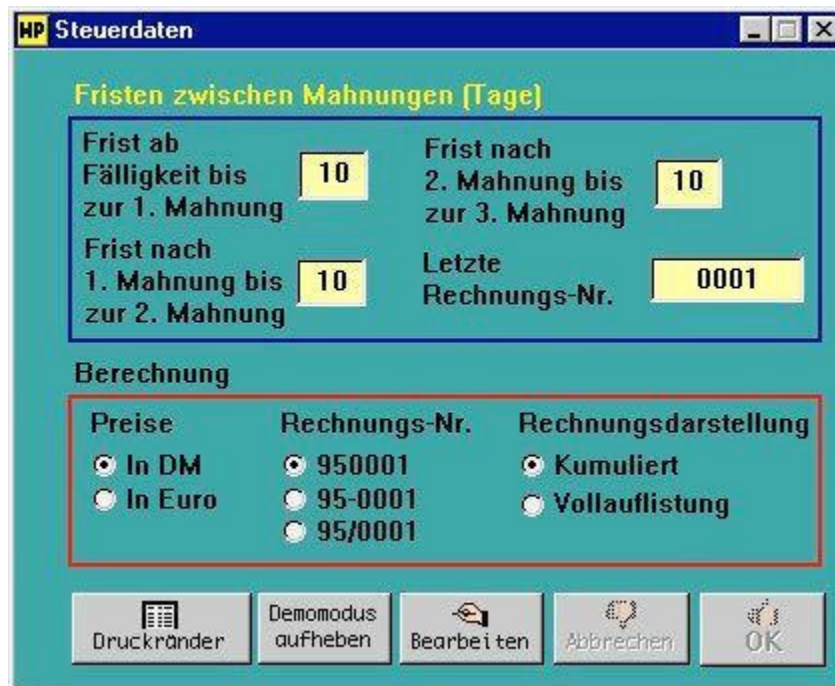 HP Steuerdaten
Fristen zwischen Mahnungen (Tage)
Frist ab
Fälligkeit bis
zur 1. Mahnung
10
Frist nach
2. Mahnung bis
zur 3. Mahnung
10
Frist nach
1. Mahnung bis
zur 2. Mahnung
10
Letzte
Rechnungs-Nr.
0001
Berechnung
Preise
In DM
In Euro
Rechnungs-Nr.
950001
95-0001
95/0001
Rechnungsdarstellung
Kumuliert
Vollauflistung
Druckränder
Demomodus
aufheben
Bearbeiten
Abbrechen
OK